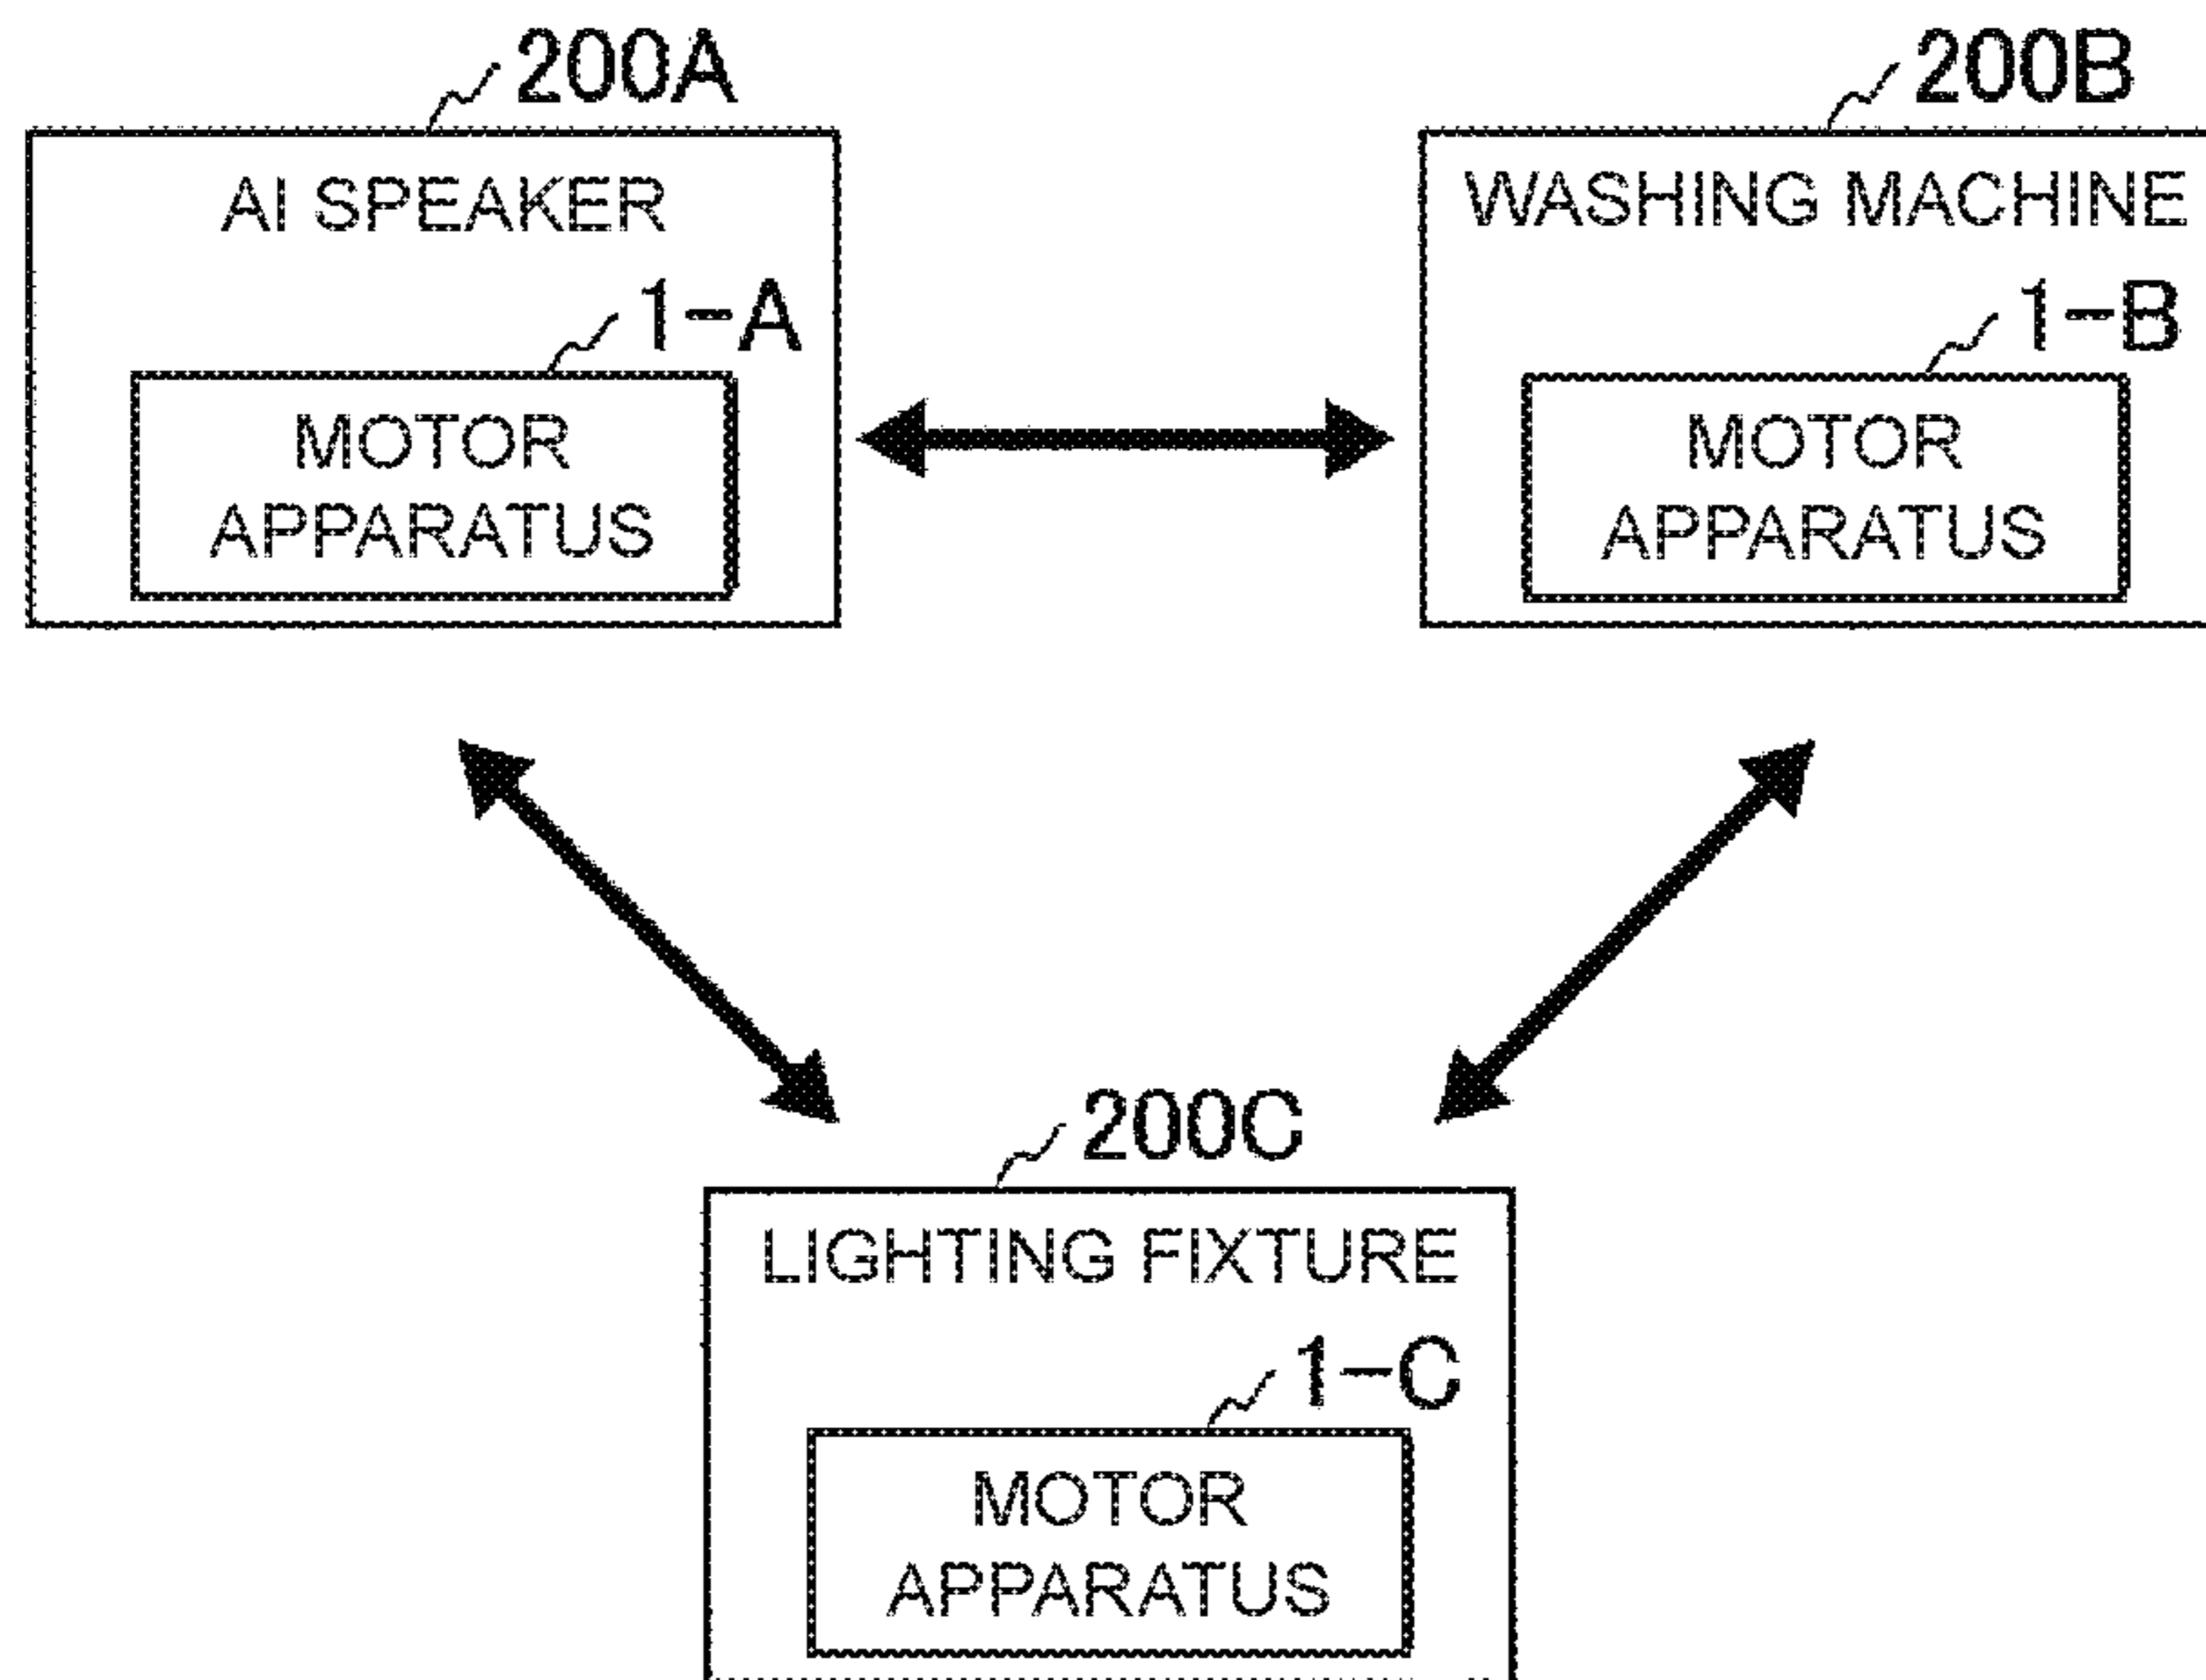 200A
200B
AI SPEAKER
WASHING MACHINE
1-A
1-B
MOTOR
APPARATUS
MOTOR
APPARATUS
200C
LIGHTING FIXTURE
1-C
MOTOR
APPARATUS